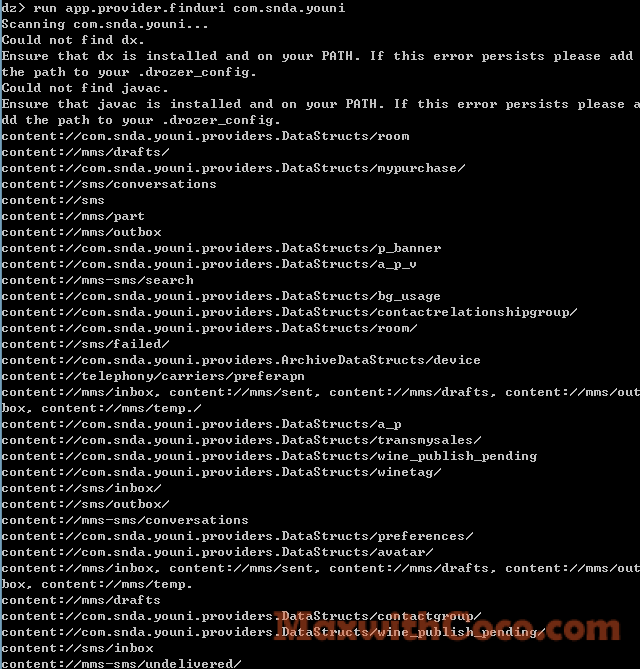 dz> run app.provider.finduri com.snda.youni
Scanning com.snda.youni...
Could not find dx.
Ensure that dx is installed and on your PATH. If this error persists please add
the path to your .drozer_config.
Could not find javac.
Ensure that javac is installed and on your PATH. If this error persists please a
dd the path to your .drozer_config.
content://com.snda.youni.providers.DataStructs/room
content://mms/drafts/
content://com.snda.youni.providers.DataStructs/mypurchase/
content://sms/conversations
content://sms
content://mms/part
content://mms/outbox
content://com.snda.youni.providers.DataStructs/p_banner
content://com.snda.youni.providers.DataStructs/a_p_v
content://mms-sms/search
content://com.snda.youni.providers.DataStructs/bg_usage
content://com.snda.youni.providers.DataStructs/contactrelationshipgroup/
content://com.snda.youni.providers.DataStructs/room/
content://sms/failed/
content://com.snda.youni.providers.ArchiveDataStructs/device
content://telephony/carriers/preferapn
content://mms/inbox, content://mms/sent, content://mms/drafts, content://mms/out
box, content://mms/temp./
content://com.snda.youni.providers.DataStructs/a_p
content://com.snda.youni.providers.DataStructs/transmysales/
content://com.snda.youni.providers.DataStructs/wine_publish_pending
content://com.snda.youni.providers.DataStructs/winetag/
content://sms/inbox/
content://sms/outbox/
content://mms-sms/conversations
content://com.snda.youni.providers.DataStructs/preferences/
content://com.snda.youni.providers.DataStructs/avatar/
content://mms/inbox, content://mms/sent, content://mms/drafts, content://mms/out
box, content://mms/temp.
content://mms/drafts
content://com.snda.youni.providers.DataStructs/contactgroup/
content://com.snda.youni.providers.DataStructs/wine_publish_pending/
content://sms/inbox
content://mms-sms/undelivered/
MaxwithCoco.com